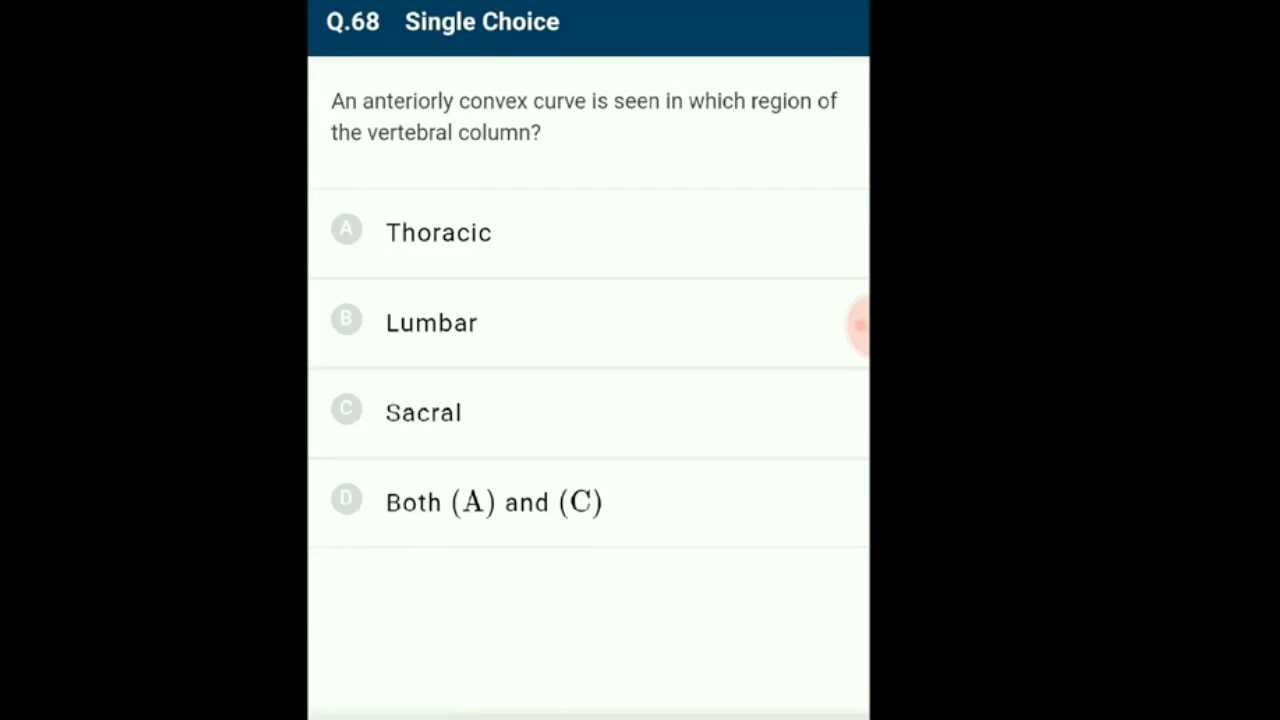 Q.68 Single Choice
An anteriorly convex curve is seen in which region of
the vertebral column?
A Thoracic
B Lumbar
C Sacral
D Both (A) and (C)